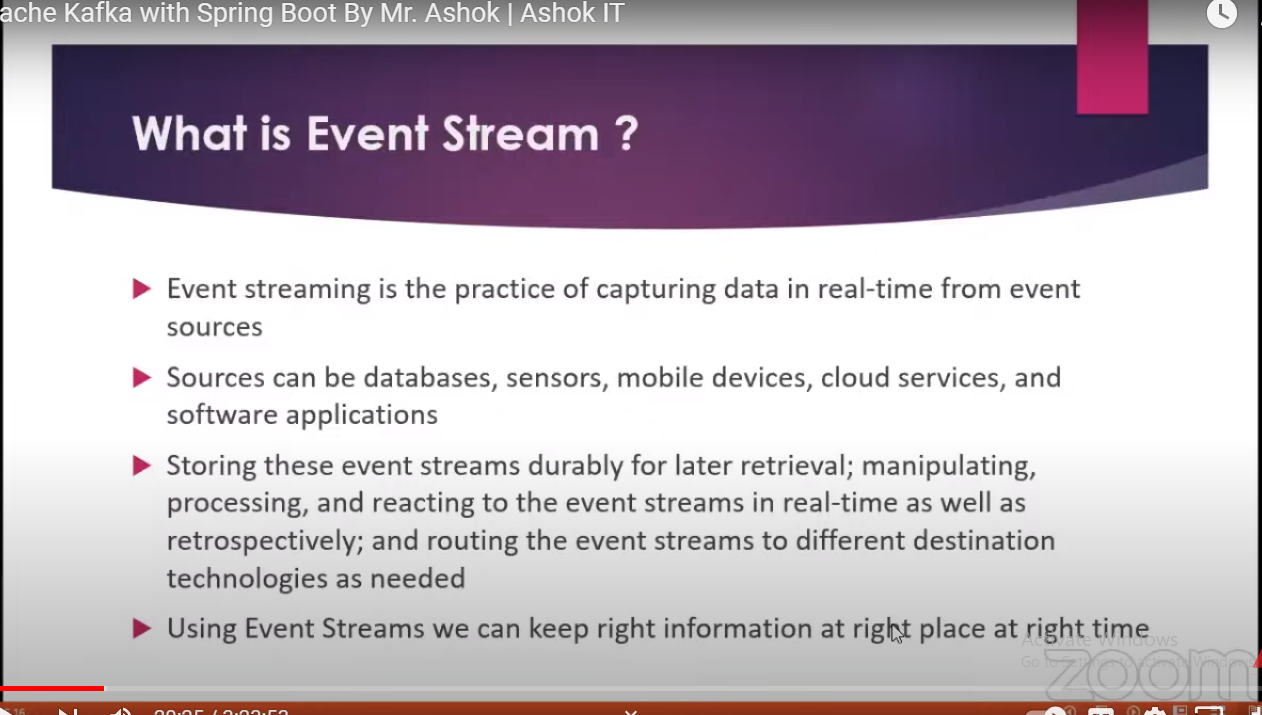 ache Kafka with Spring Boot By Mr. Ashok | Ashok IT
What is Event Stream ?
Event streaming is the practice of capturing data in real-time from event
sources
Sources can be databases, sensors, mobile devices, cloud services, and
software applications
Storing these event streams durably for later retrieval; manipulating,
processing, and reacting to the event streams in real-time as well as
retrospectively; and routing the event streams to different destination
technologies as needed
Using Event Streams we can keep right information at right place at right time
Activate Windows
Go to Settings to activate Windows
zoom